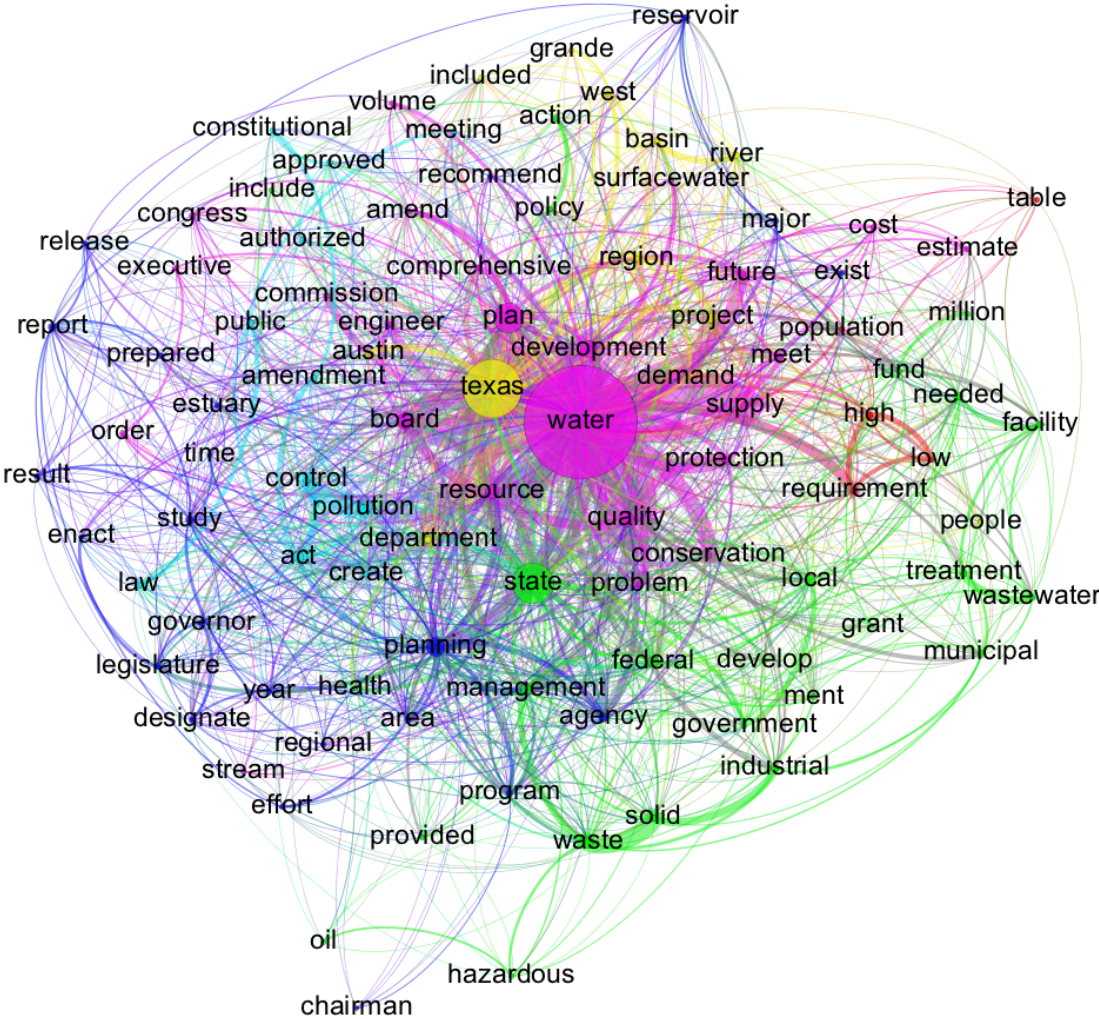 reservoir
grande
included
west
volume
action
constitutional
meeting
basin
river
approved
recommend
surfacewater
include
table
congress
amend
policy
major
cost
release
authorized
estimate
executive
comprehensive
region
future
exist
commission
million
report
public
engineer
plan
project
population
prepared
austin
development
meet
fund
amendment
texas
demand
needed
estuary
board
water
supply
high
facility
order
time
protection
low
result
control
resource
requirement
study
pollution
quality
people
enact
department
act
conservation
law
create
state
problem
local
treatment
wastewater
governor
grant
planning
legislature
federal
develop
municipal
year
health
management
ment
designate
area
agency
government
regional
stream
industrial
effort
program
provided
solid
waste
oil
hazardous
chairman